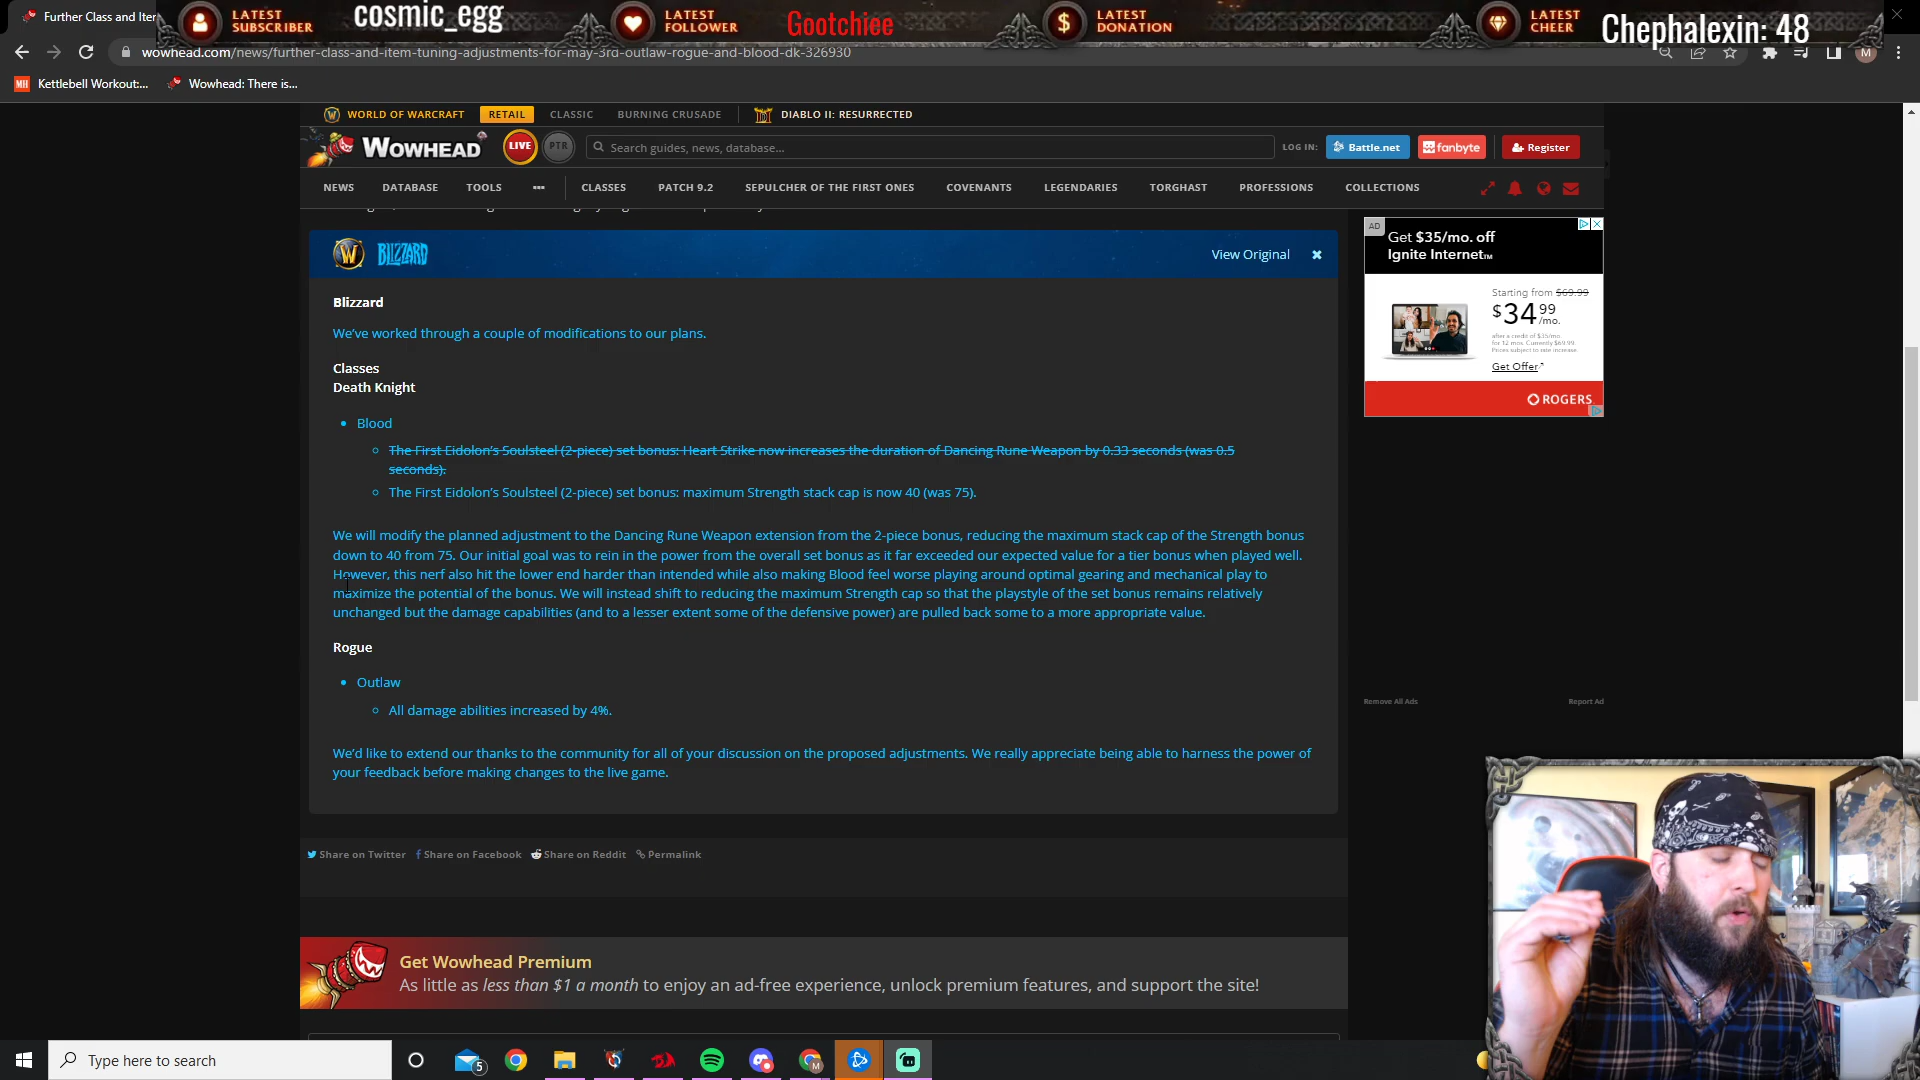 Further Class and Iter
LATEST SUBSCRIBER
cosmic_egg
LATEST FOLLOWER
Gootchiee
LATEST DONATION
LATEST CHEER
Chephalexin: 48
wowhead.com/news/further-class-and-item-tuning-adjustments-for-may-3rd-outlaw-rogue-and-blood-dk-326930
M
MH Kettlebell Workout:... Wowhead: There is...
WORLD OF WARCRAFT RETAIL CLASSIC BURNING CRUSADE DIABLO II: RESURRECTED
WOWHEAD LIVE PTR Search guides, news, database... LOG IN: Battle.net fanbyte Register
NEWS DATABASE TOOLS ••• CLASSES PATCH 9.2 SEPULCHER OF THE FIRST ONES COVENANTS LEGENDARIES TORGHAST PROFESSIONS COLLECTIONS
W BLIZZARD View Original ✖
Blizzard
We've worked through a couple of modifications to our plans.
Classes
Death Knight
• Blood
The First Eidolon's Soulsteel (2-piece) set bonus: Heart Strike now increases the duration of Dancing Rune Weapon by 0.33 seconds (was 0.5
seconds).
The First Eidolon's Soulsteel (2-piece) set bonus: maximum Strength stack cap is now 40 (was 75).
We will modify the planned adjustment to the Dancing Rune Weapon extension from the 2-piece bonus, reducing the maximum stack cap of the Strength bonus
down to 40 from 75. Our initial goal was to rein in the power from the overall set bonus as it far exceeded our expected value for a tier bonus when played well.
However, this nerf also hit the lower end harder than intended while also making Blood feel worse playing around optimal gearing and mechanical play to
maximize the potential of the bonus. We will instead shift to reducing the maximum Strength cap so that the playstyle of the set bonus remains relatively
unchanged but the damage capabilities (and to a lesser extent some of the defensive power) are pulled back some to a more appropriate value.
Rogue
• Outlaw
All damage abilities increased by 4%.
We'd like to extend our thanks to the community for all of your discussion on the proposed adjustments. We really appreciate being able to harness the power of
your feedback before making changes to the live game.
Share on Twitter Share on Facebook Share on Reddit Permalink
Get Wowhead Premium
As little as less than $1 a month to enjoy an ad-free experience, unlock premium features, and support the site!
AD
Get $35/mo. off
Ignite Internet
Starting from $69.99
$34 99 /mo.
Get Offer
ROGERS
Remove All Ads Report Ad
Type here to search
5
M